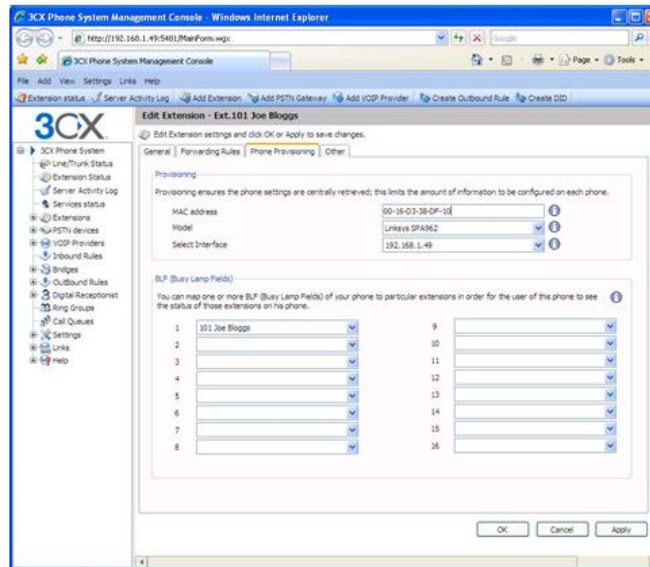 3CX Phone System Management Console - Windows Internet Explorer
http://192.168.1.49:5481/MainForm.wgx
Google
3CX Phone System Management Console
Page
Tools
File Add View Settings Links Help
Extension status Server Activity Log Add Extension Add PSTN Gateway Add VOIP Provider Create Outbound Rule Create DID
3CX
Edit Extension - Ext.101 Joe Bloggs
Edit Extension settings and click OK or Apply to save changes.
General Forwarding Rules Phone Provisioning Other
3CX Phone System
Line/Trunk Status
Extension Status
Server Activity Log
Services status
Extensions
PSTN devices
VOIP Providers
Inbound Rules
Bridges
Outbound Rules
Digital Receptionist
Ring Groups
Call Queues
Settings
Links
Help
Provisioning
Provisioning ensures the phone settings are centrally retrieved; this limits the amount of information to be configured on each phone.
MAC address 00-16-D3-38-DF-10
Model Linksys SPA962
Select Interface 192.168.1.49
BLF (Busy Lamp Fields)
You can map one or more BLF (Busy Lamp Fields) of your phone to particular extensions in order for the user of this phone to see
the status of those extensions on his phone.
1 101 Joe Bloggs 9
2 10
3 11
4 12
5 13
6 14
7 15
8 16
OK Cancel Apply